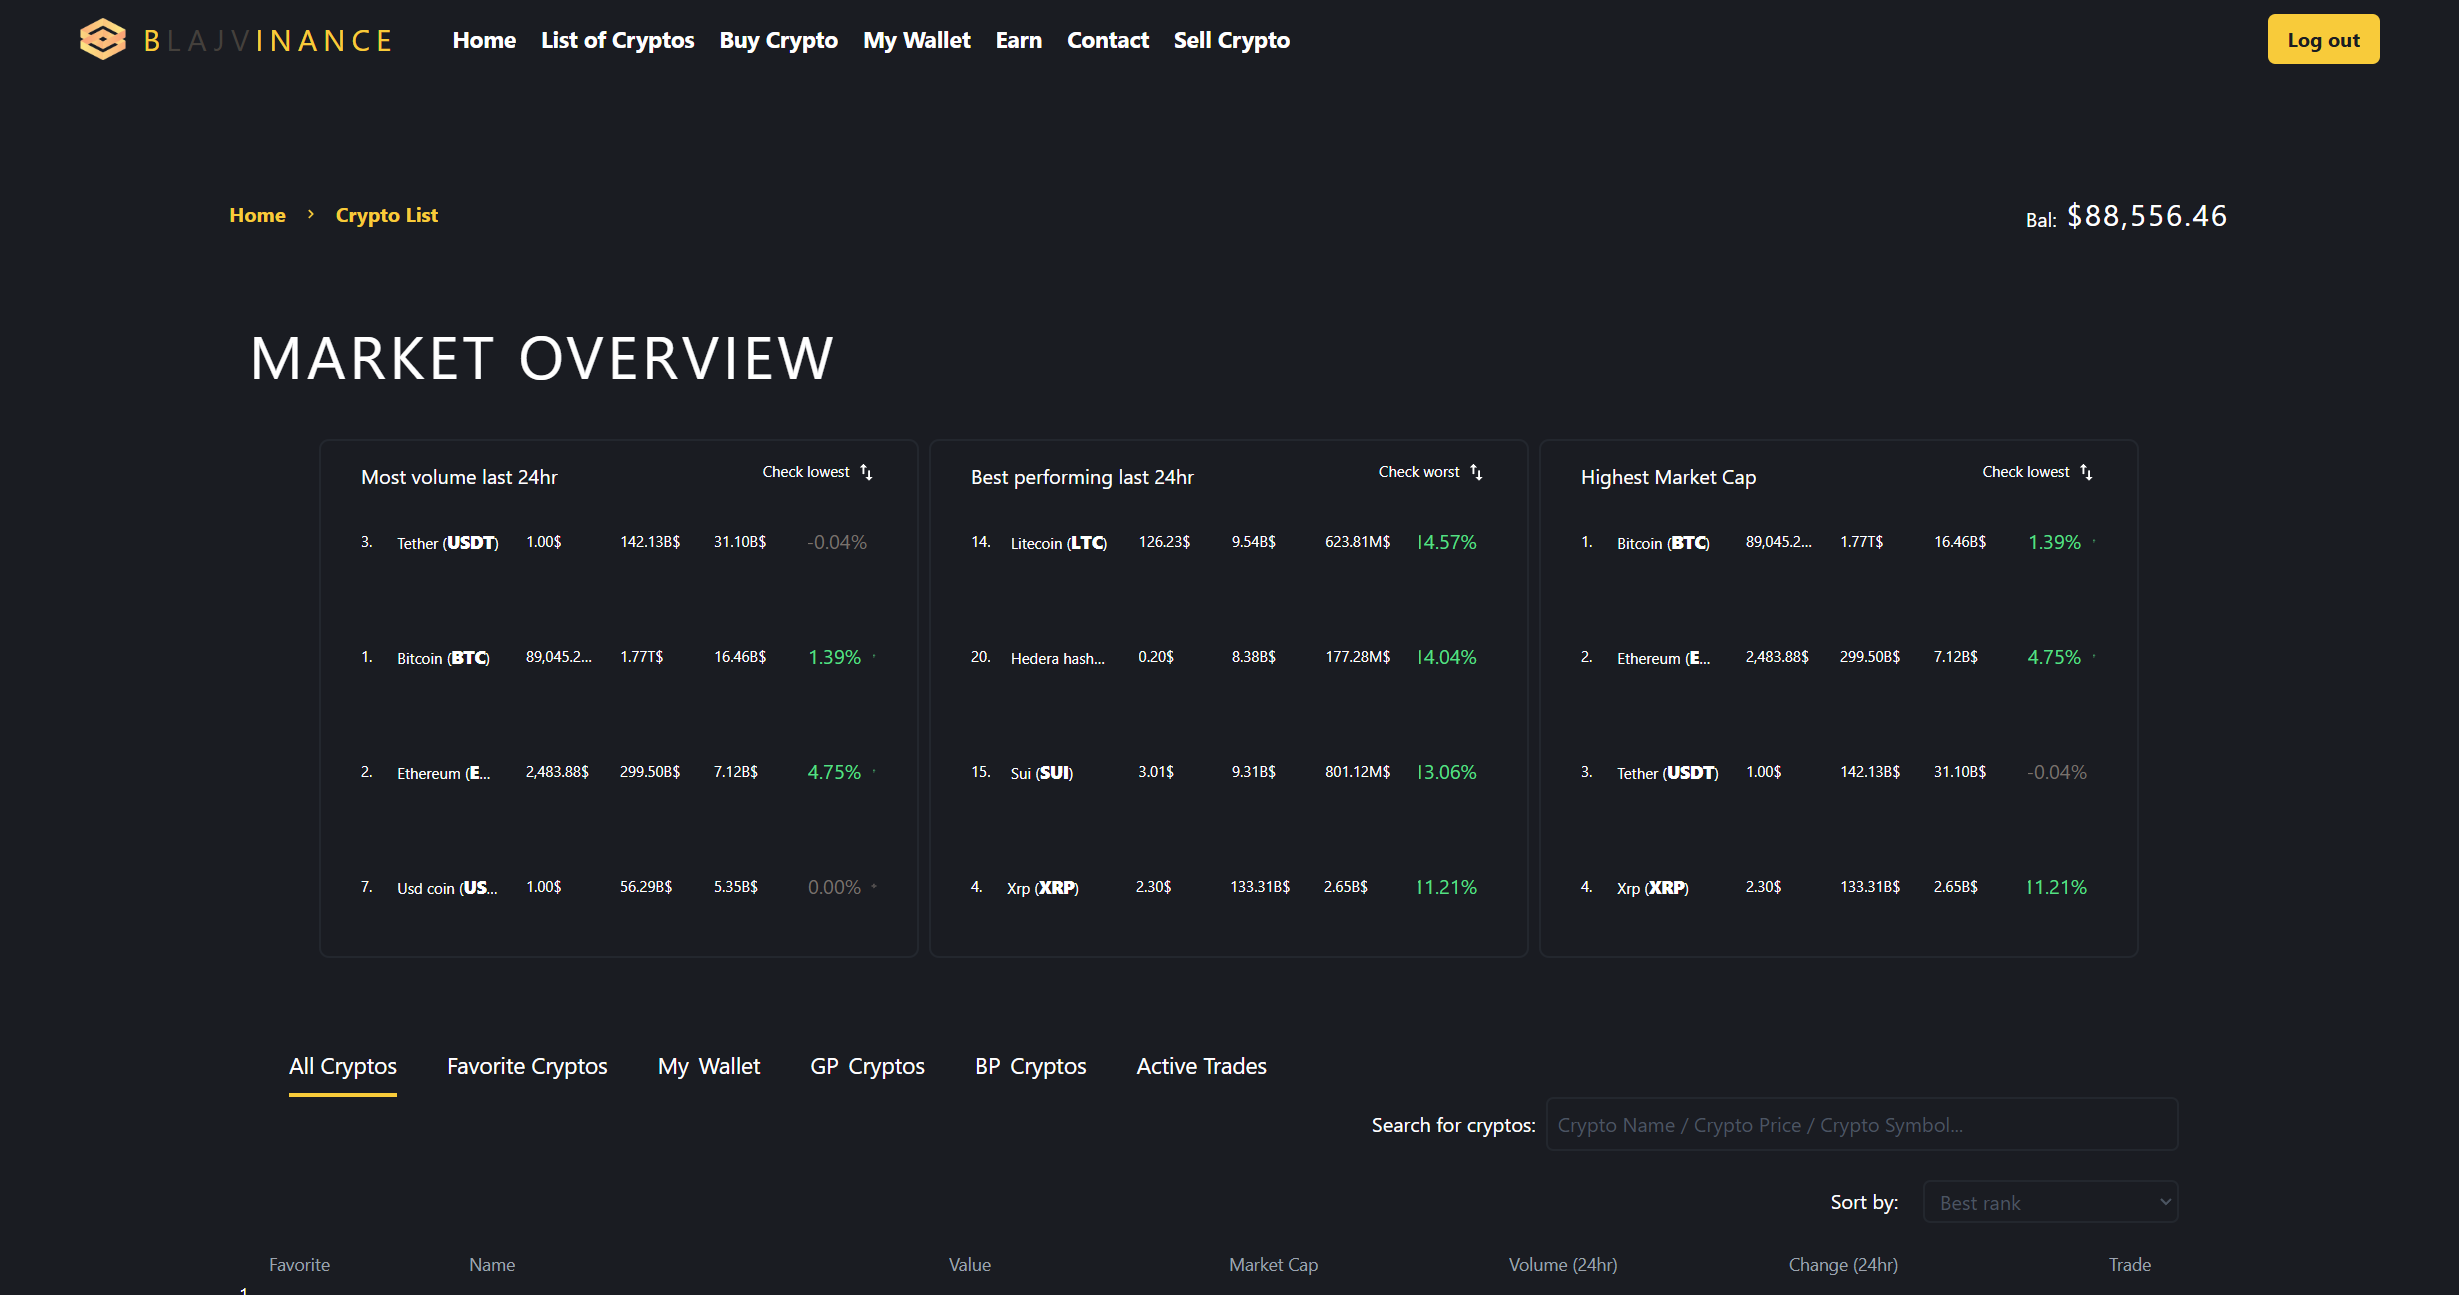 BLAJVINANCE Home List of Cryptos Buy Crypto My Wallet Earn Contact Sell Crypto Log out
Home › Crypto List Bal: $88,556.46
MARKET OVERVIEW
Most volume last 24hr Check lowest
3. Tether (USDT) 1.00$ 142.13B$ 31.10B$ -0.04%
1. Bitcoin (BTC) 89,045.2... 1.77T$ 16.46B$ 1.39%
2. Ethereum (E... 2,483.88$ 299.50B$ 7.12B$ 4.75%
7. Usd coin (US... 1.00$ 56.29B$ 5.35B$ 0.00%
Best performing last 24hr Check worst
14. Litecoin (LTC) 126.23$ 9.54B$ 623.81M$ 14.57%
20. Hedera hash... 0.20$ 8.38B$ 177.28M$ 14.04%
15. Sui (SUI) 3.01$ 9.31B$ 801.12M$ 13.06%
4. Xrp (XRP) 2.30$ 133.31B$ 2.65B$ 11.21%
Highest Market Cap Check lowest
1. Bitcoin (BTC) 89,045.2... 1.77T$ 16.46B$ 1.39%
2. Ethereum (E... 2,483.88$ 299.50B$ 7.12B$ 4.75%
3. Tether (USDT) 1.00$ 142.13B$ 31.10B$ -0.04%
4. Xrp (XRP) 2.30$ 133.31B$ 2.65B$ 11.21%
All Cryptos Favorite Cryptos My Wallet GP Cryptos BP Cryptos Active Trades
Search for cryptos: Crypto Name / Crypto Price / Crypto Symbol...
Sort by: Best rank
Favorite Name Value Market Cap Volume (24hr) Change (24hr) Trade